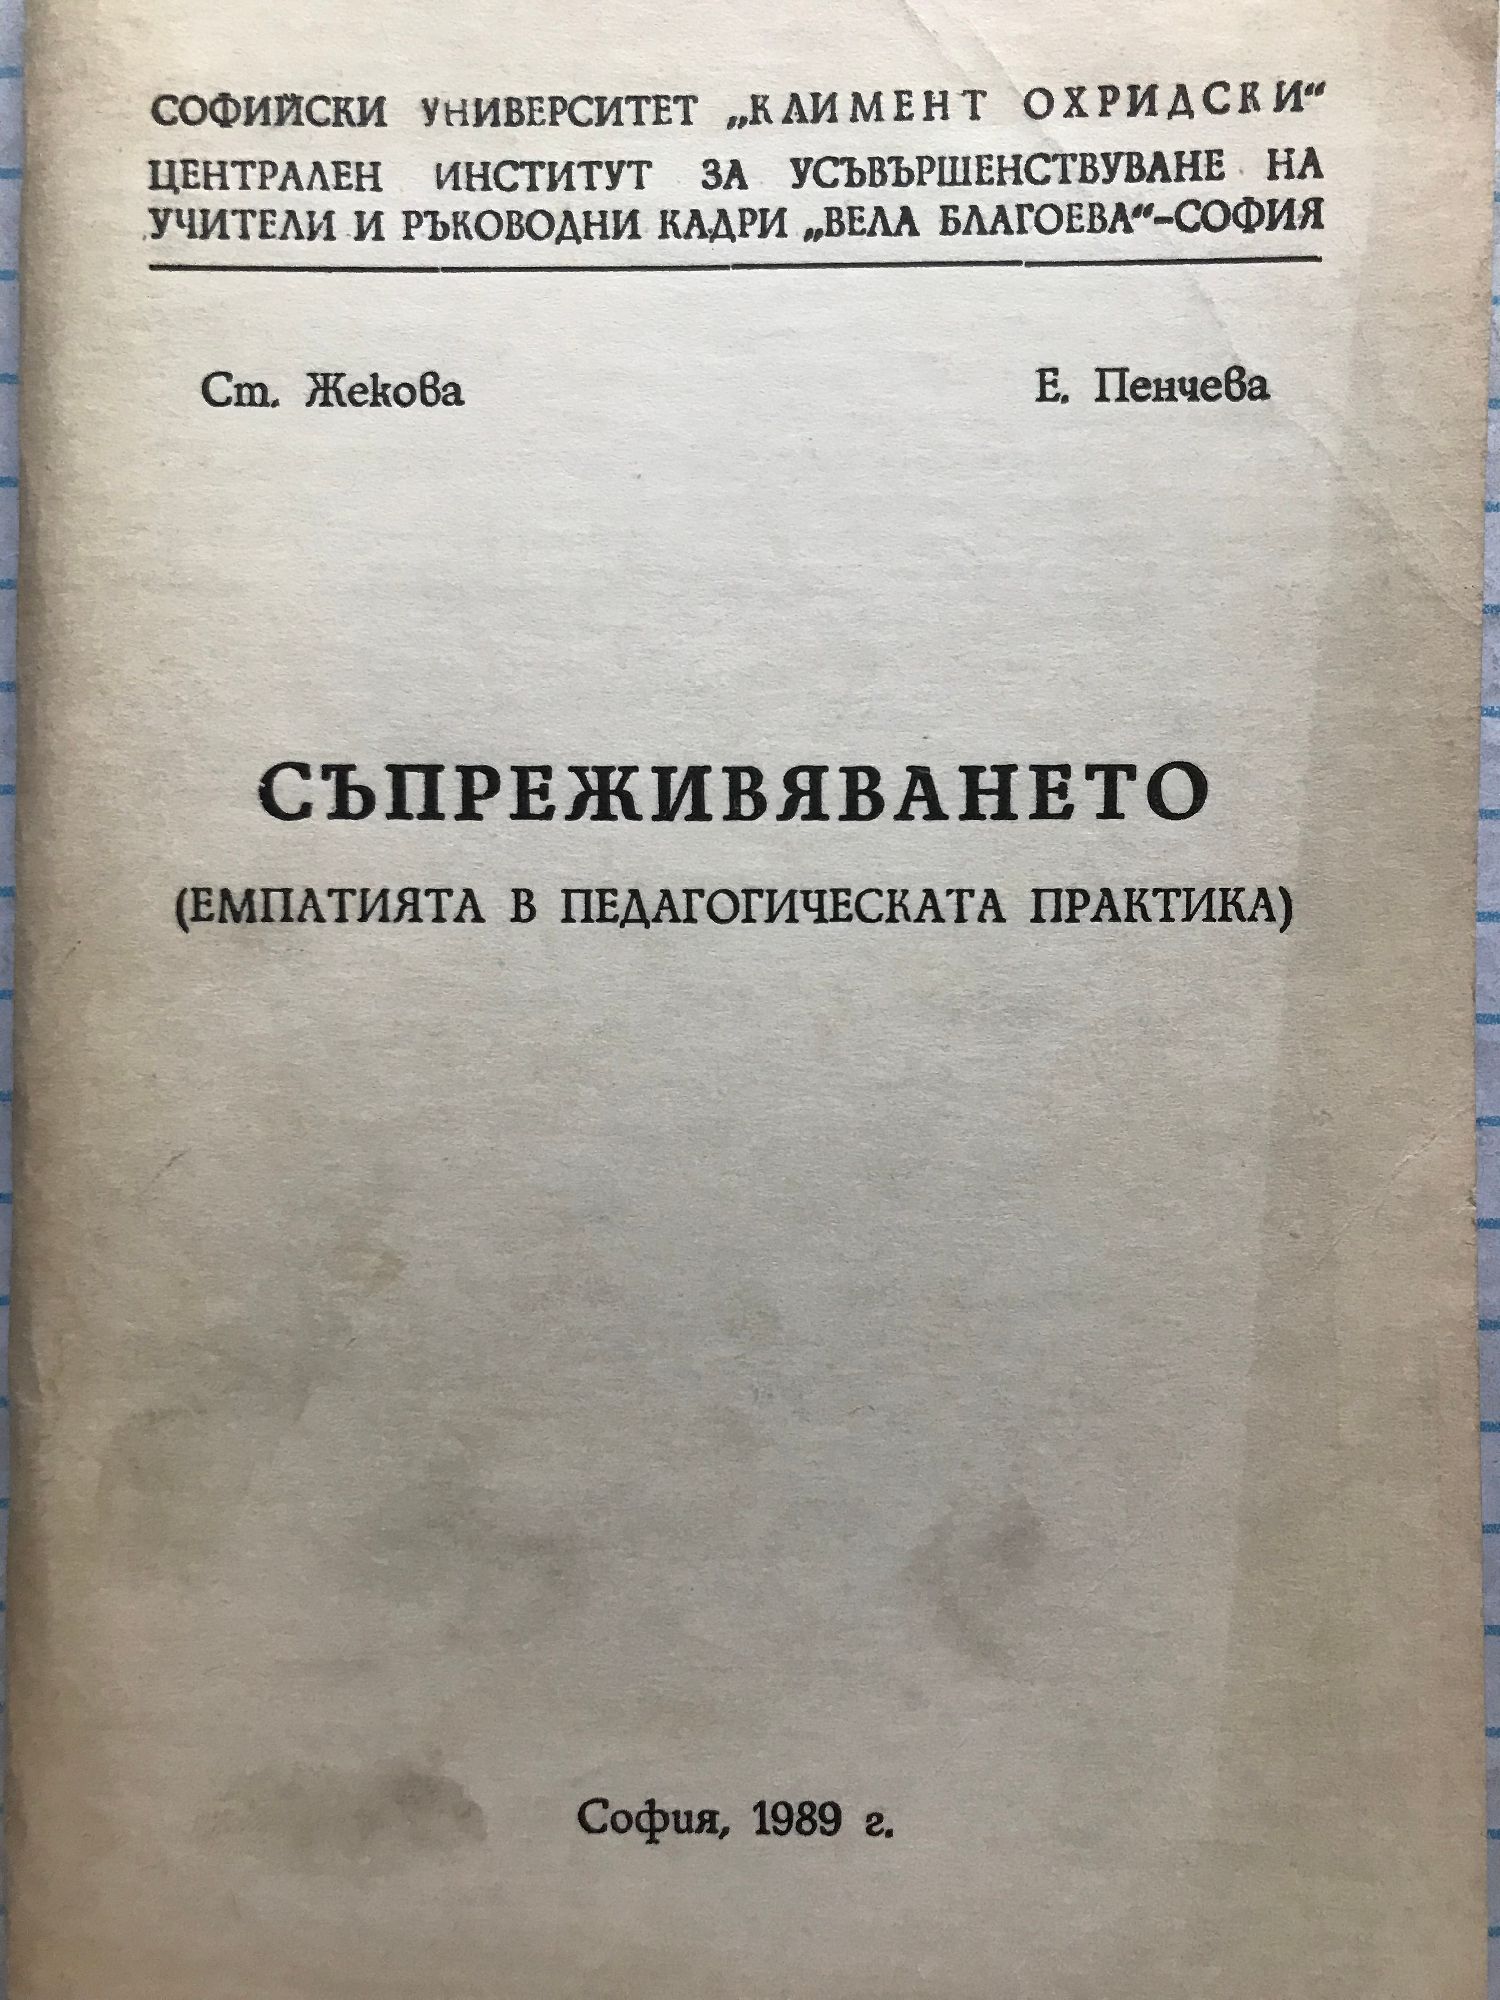 СОФИЙСКИ УНИВЕРСИТЕТ „КЛИМЕНТ ОХРИДСКИ“
ЦЕНТРАЛЕН ИНСТИТУТ ЗА УСЪВЪРШЕНСТВУВАНЕ НА
УЧИТЕЛИ И РЪКОВОДНИ КАДРИ „ВЕЛА БЛАГОЕВА“–СОФИЯ
Ст. Жекова Е. Пенчева
СЪПРЕЖИВЯВАНЕТО
(ЕМПАТИЯТА В ПЕДАГОГИЧЕСКАТА ПРАКТИКА)
София, 1989 г.